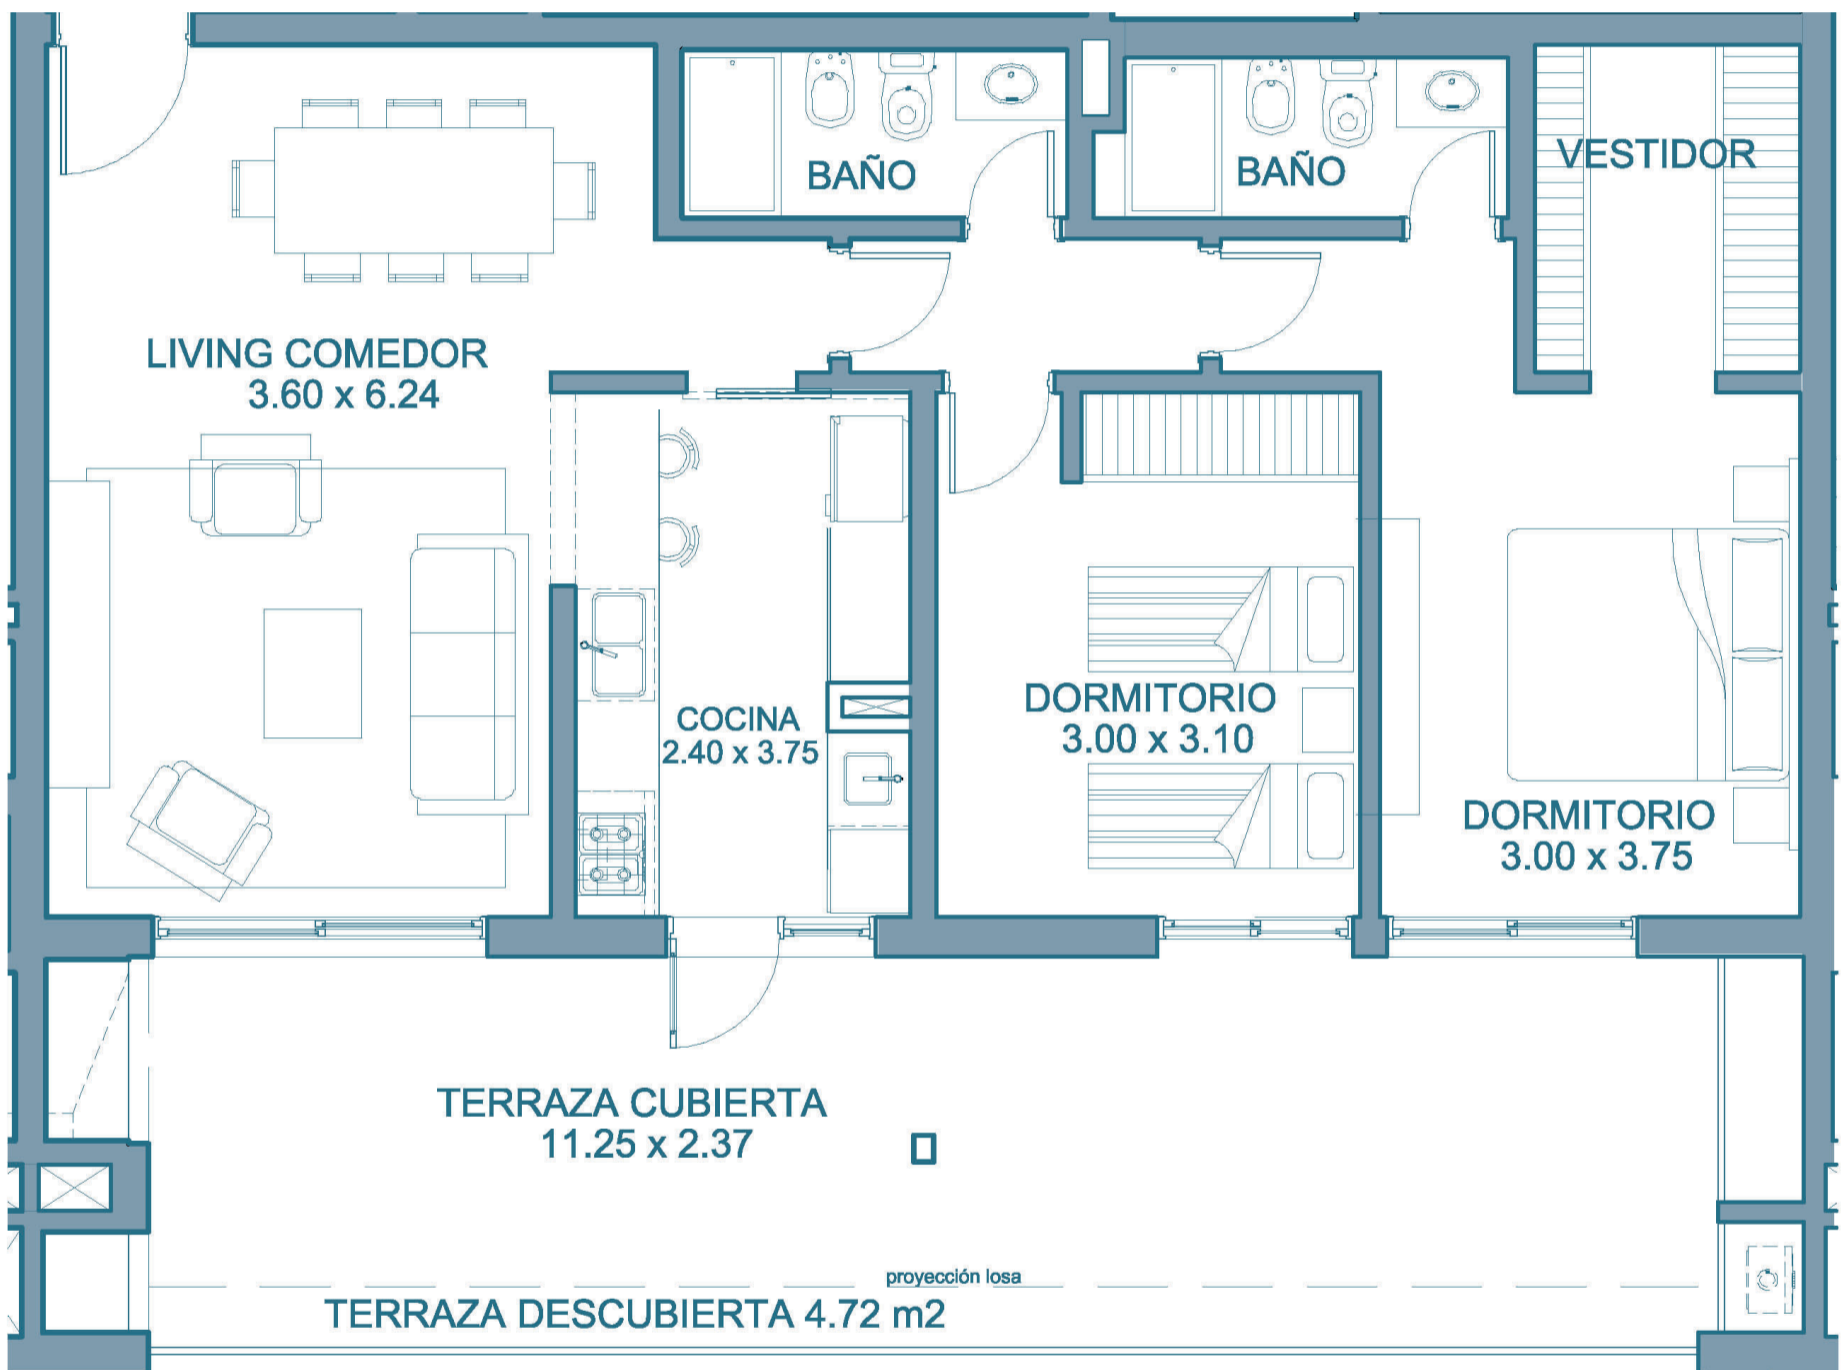 BAÑO
BAÑO
VESTIDOR
LIVING COMEDOR
3.60 x 6.24
COCINA
2.40 x 3.75
DORMITORIO
3.00 x 3.10
DORMITORIO
3.00 x 3.75
TERRAZA CUBIERTA
11.25 x 2.37
proyección losa
TERRAZA DESCUBIERTA 4.72 m2